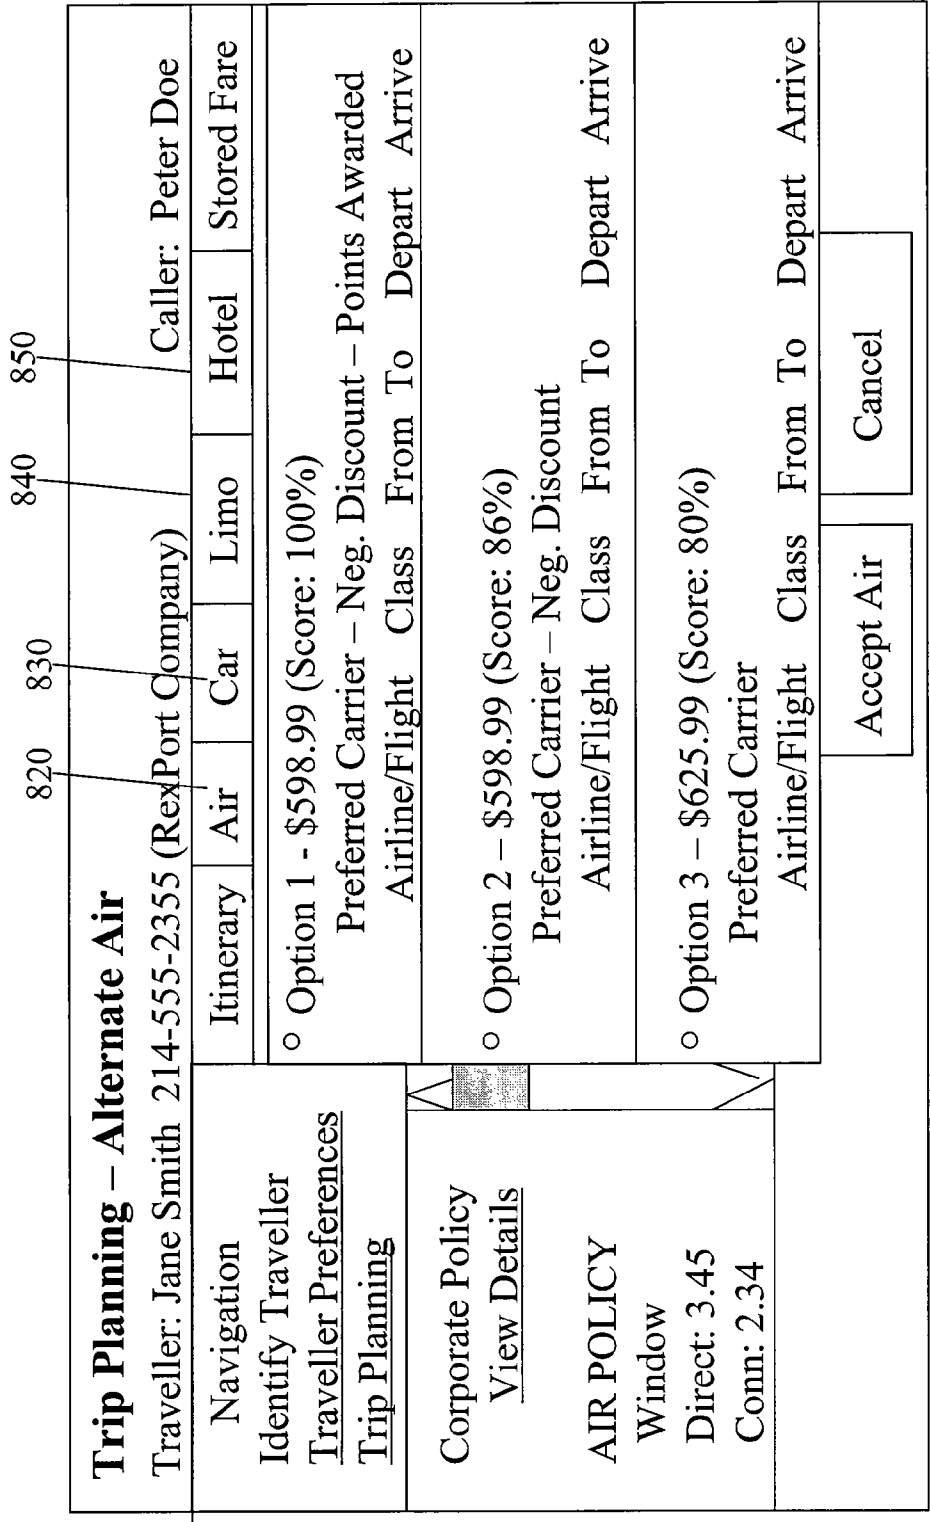 820 830 840 850
Trip Planning – Alternate Air
Traveller: Jane Smith 214-555-2355 (RexPort Company) Caller: Peter Doe
Navigation
Identify Traveller
Traveller Preferences
Trip Planning
Corporate Policy
View Details
AIR POLICY
Window
Direct: 3.45
Conn: 2.34
Itinerary Air Car Limo Hotel Stored Fare
○ Option 1 - $598.99 (Score: 100%)
Preferred Carrier – Neg. Discount – Points Awarded
Airline/Flight Class From To Depart Arrive
○ Option 2 – $598.99 (Score: 86%)
Preferred Carrier – Neg. Discount
Airline/Flight Class From To Depart Arrive
○ Option 3 – $625.99 (Score: 80%)
Preferred Carrier
Airline/Flight Class From To Depart Arrive
Accept Air Cancel